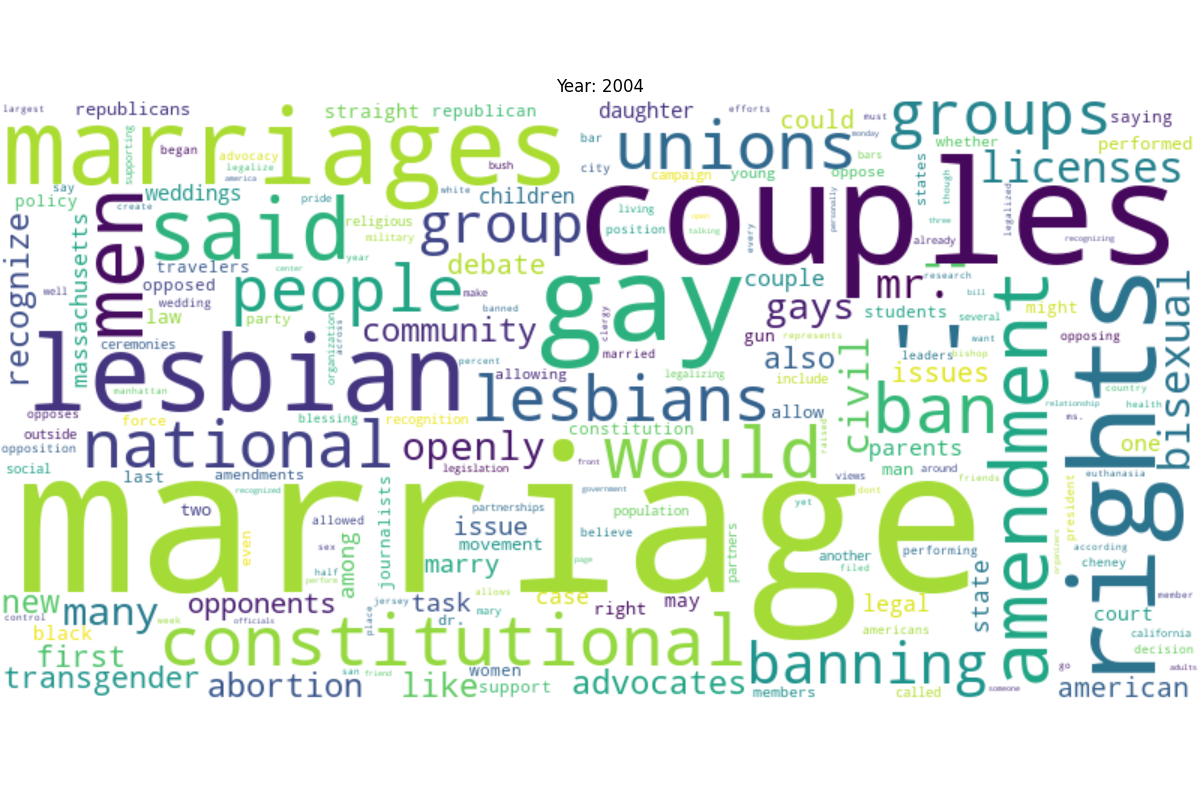 Year: 2004
largest
republicans
straight
republican
daughter
efforts
could
must
groups
saying
marriages
supporting
began
advocacy
legalize
america
bush
bar
city
unions
monday
bars
oppose
whether
performed
campaign
young
states
though
licenses
say
policy
men
create
weddings
pride
white
children
living
position
open
talking
every
personally
couples
already
three
legalized
recognizing
recognize
massachusetts
said
religious
military
year
group
debate
travelers
opposed
wedding
center
people
make
banned
gay
couple
mr.
research
bill
well
law
party
ceremonies
organization
across
community
clergy
married
gays
gun
represents
students
several
want
might
opposing
amendment
rights
bisexual
lesbian
percent
allowing
legalizing
also
include
''
leaders
bishop
issues
country
manhattan
opposes
force
blessing
recognition
lesbians
allow
civil
ban
relationship
ms.
health
outside
opposition
social
national
openly
constitution
would
raised
parents
one
last
amendments
legislation
front
views
man
around
friends
euthanasia
recognized
journalists
government
dont
yet
marriage
two
allowed
partnerships
population
president
even
sex
half
perform
among
issue
movement
believe
page
partners
another
filed
performing
according
cheney
organizers
marry
new
many
control
week
opponents
officials
place
jersey
task
dr.
mary
allows
case
right
may
legal
americans
state
court
member
california
decision
black
first
constitutional
transgender
abortion
san
friend
like
women
support
advocates
banning
members
called
someone
go
adults
american